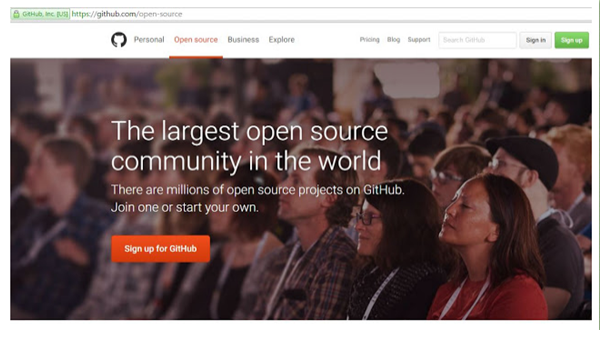 GitHub, Inc. [US] https://github.com/open-source
Personal Open source Business Explore Pricing Blog Support Search GitHub Sign in Sign up
The largest open source
community in the world
There are millions of open source projects on GitHub.
Join one or start your own.
Sign up for GitHub